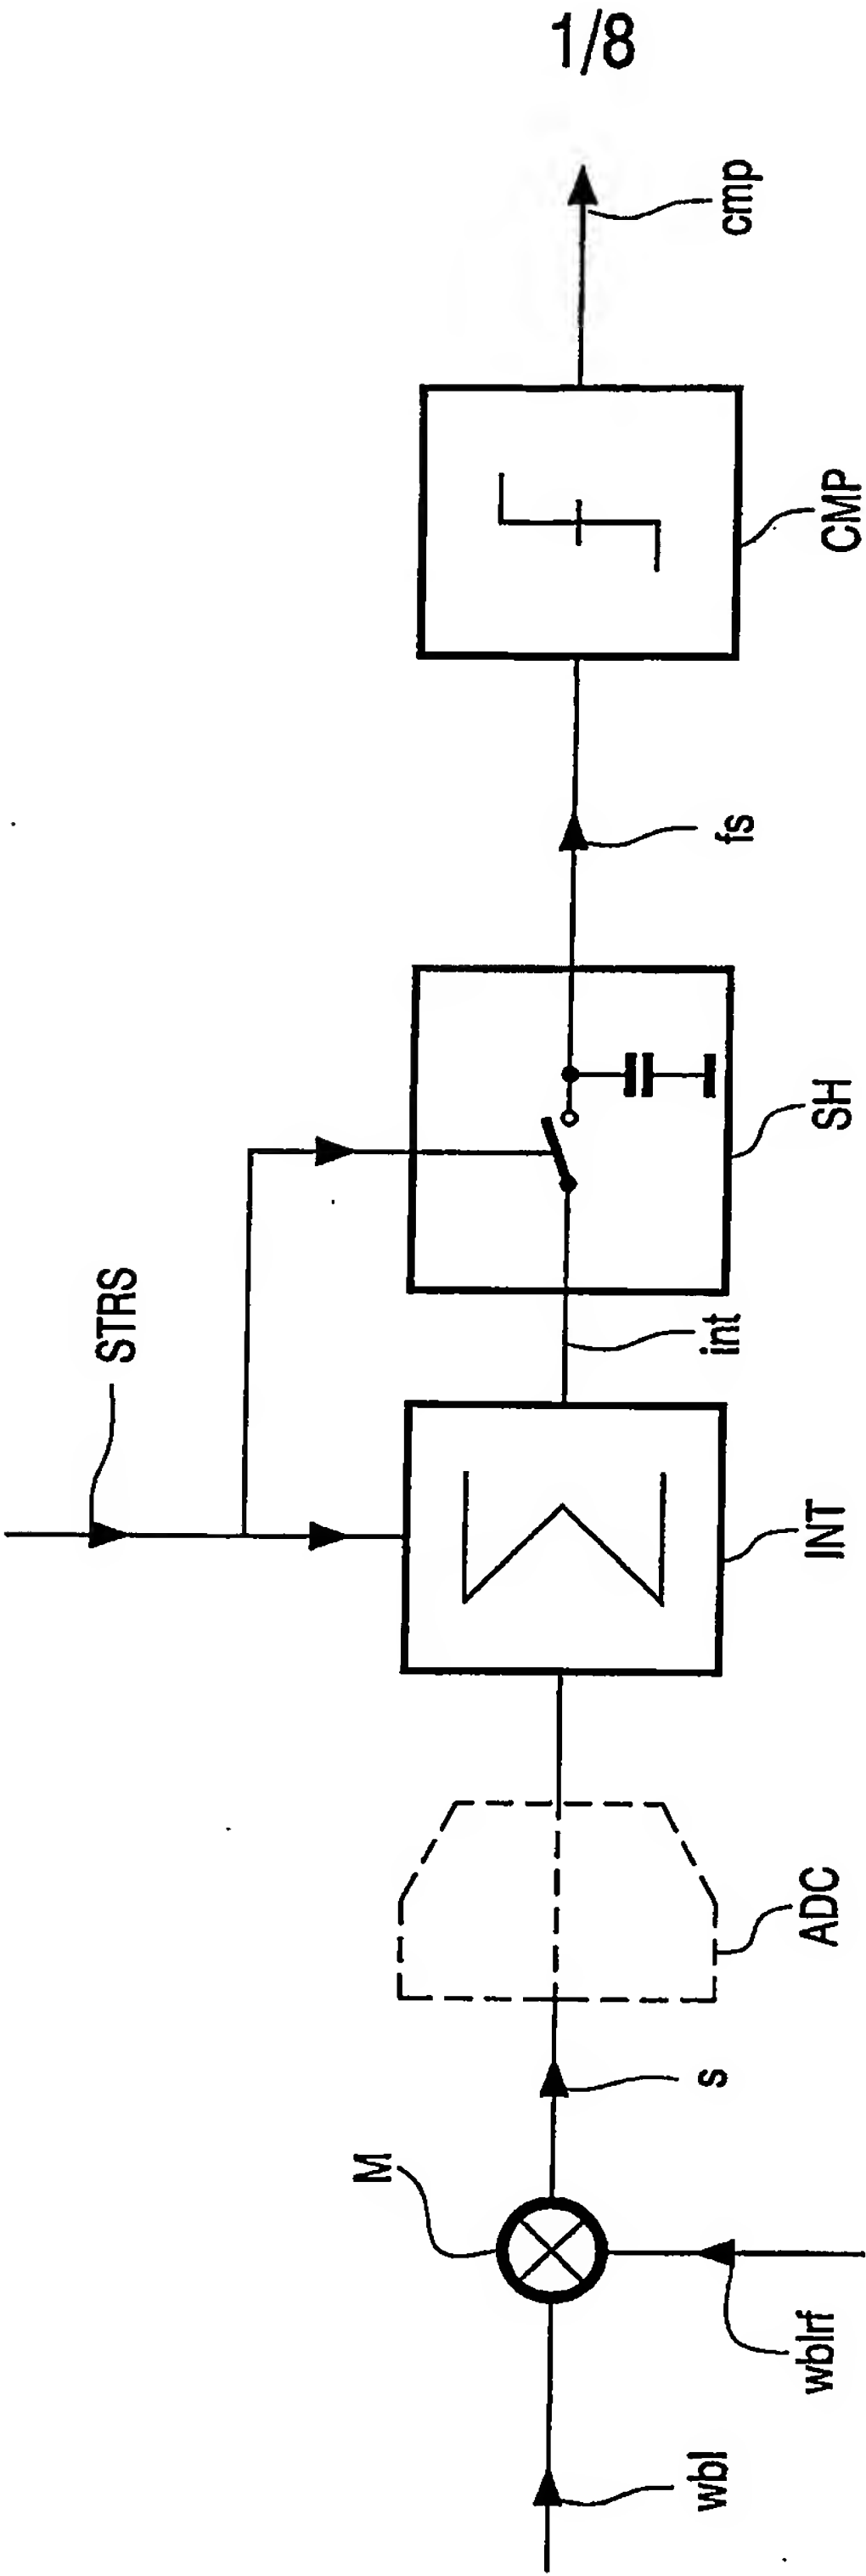 1/8
STRS
M
wbl
wblrf
s
ADC
INT
int
SH
fs
CMP
cmp